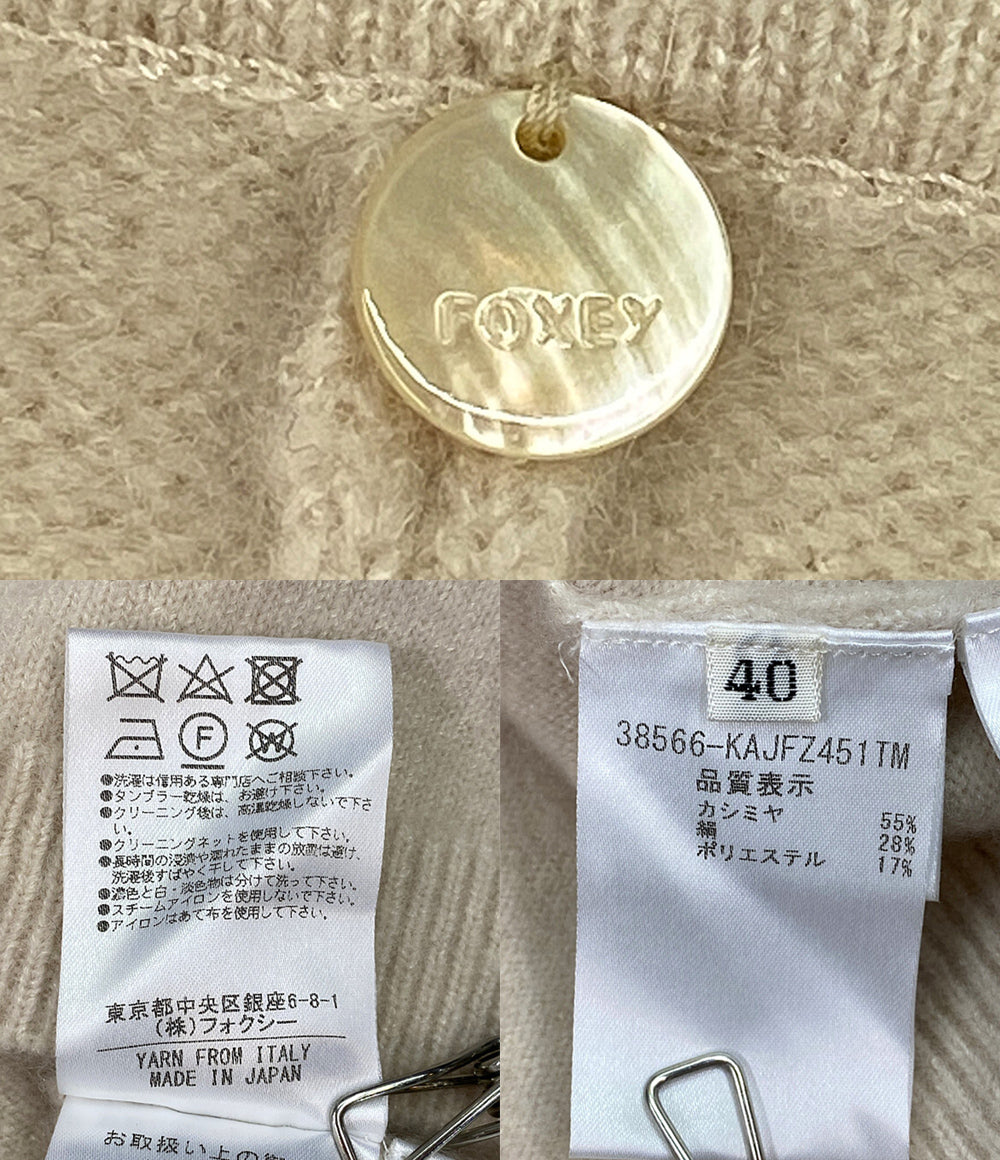 FOXEY
F
W
●洗濯は信用ある専門店へご相談下さい。
●タンブラー乾燥は、お避け下さい。
●クリーニング後は、高温乾燥しないで下さ
い。
●クリーニングネットを使用して下さい。
●長時間の浸漬や濡れたままの放置は避け、
洗濯後すばやく干して下さい。
●濃色と白・淡色物は分けて洗って下さい。
●スチームアイロンを使用しないで下さい。
●アイロンはあて布を使用して下さい。
東京都中央区銀座6-8-1
(株)フォクシー
YARN FROM ITALY
MADE IN JAPAN
お取扱い上の
40
38566-KAJFZ451TM
品質表示
カシミヤ 55%
絹 28%
ポリエステル 17%